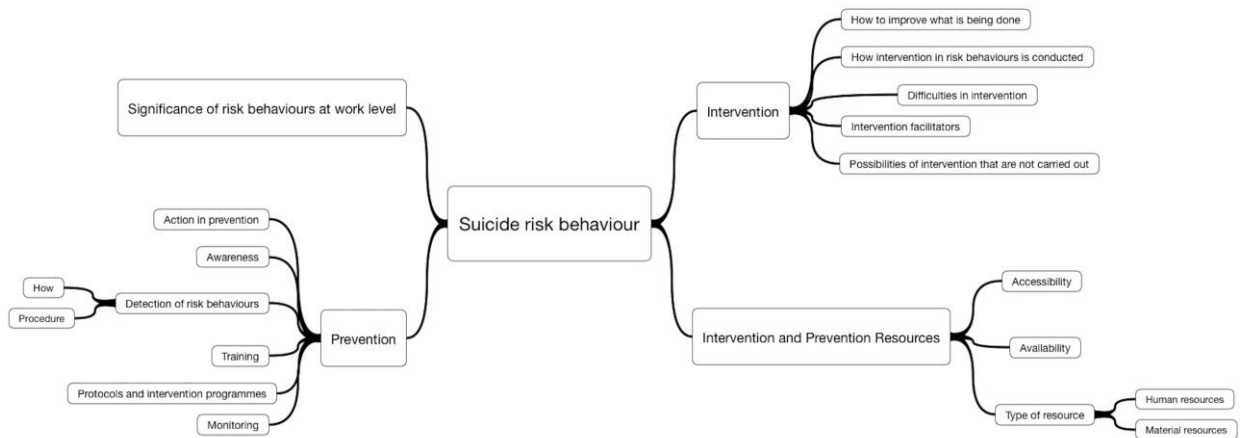 Suicide risk behaviour
Significance of risk behaviours at work level
Prevention
Action in prevention
Awareness
Detection of risk behaviours
How
Procedure
Training
Protocols and intervention programmes
Monitoring
Intervention
How to improve what is being done
How intervention in risk behaviours is conducted
Difficulties in intervention
Intervention facilitators
Possibilities of intervention that are not carried out
Intervention and Prevention Resources
Accessibility
Availability
Type of resource
Human resources
Material resources